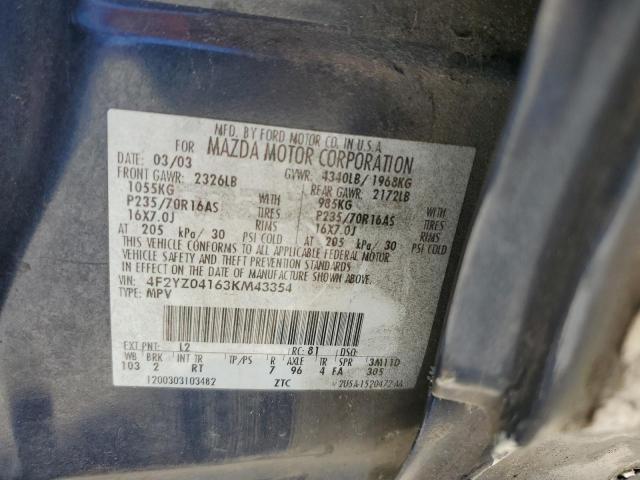 MFD. BY FORD MOTOR CO. IN U.S.A.
FOR MAZDA MOTOR CORPORATION
DATE: 03/03 GVWR: 4340LB/ 1968KG
FRONT GAWR: 2326LB REAR GAWR: 2172LB
1055KG 985KG
P235/70R16AS TIRES P235/70R16AS TIRES
16X7.0J RIMS 16X7.0J RIMS
AT 205 kPa/ 30 PSI COLD AT 205 kPa/ 30 PSI COLD
THIS VEHICLE CONFORMS TO ALL APPLICABLE FEDERAL MOTOR
VEHICLE SAFETY AND THEFT PREVENTION STANDARDS
IN EFFECT ON THE DATE OF MANUFACTURE SHOWN ABOVE.
VIN: 4F2YZ04163KM43354
TYPE: MPV
EXT PNT: L2 RC: 81 DSO:
WB BRK INT TR TP/PS R AXLE TR SPR 3M11D
103 2 RT 7 96 4 FA 305
1200303103482 ZTC 2U5A-1520472-AA